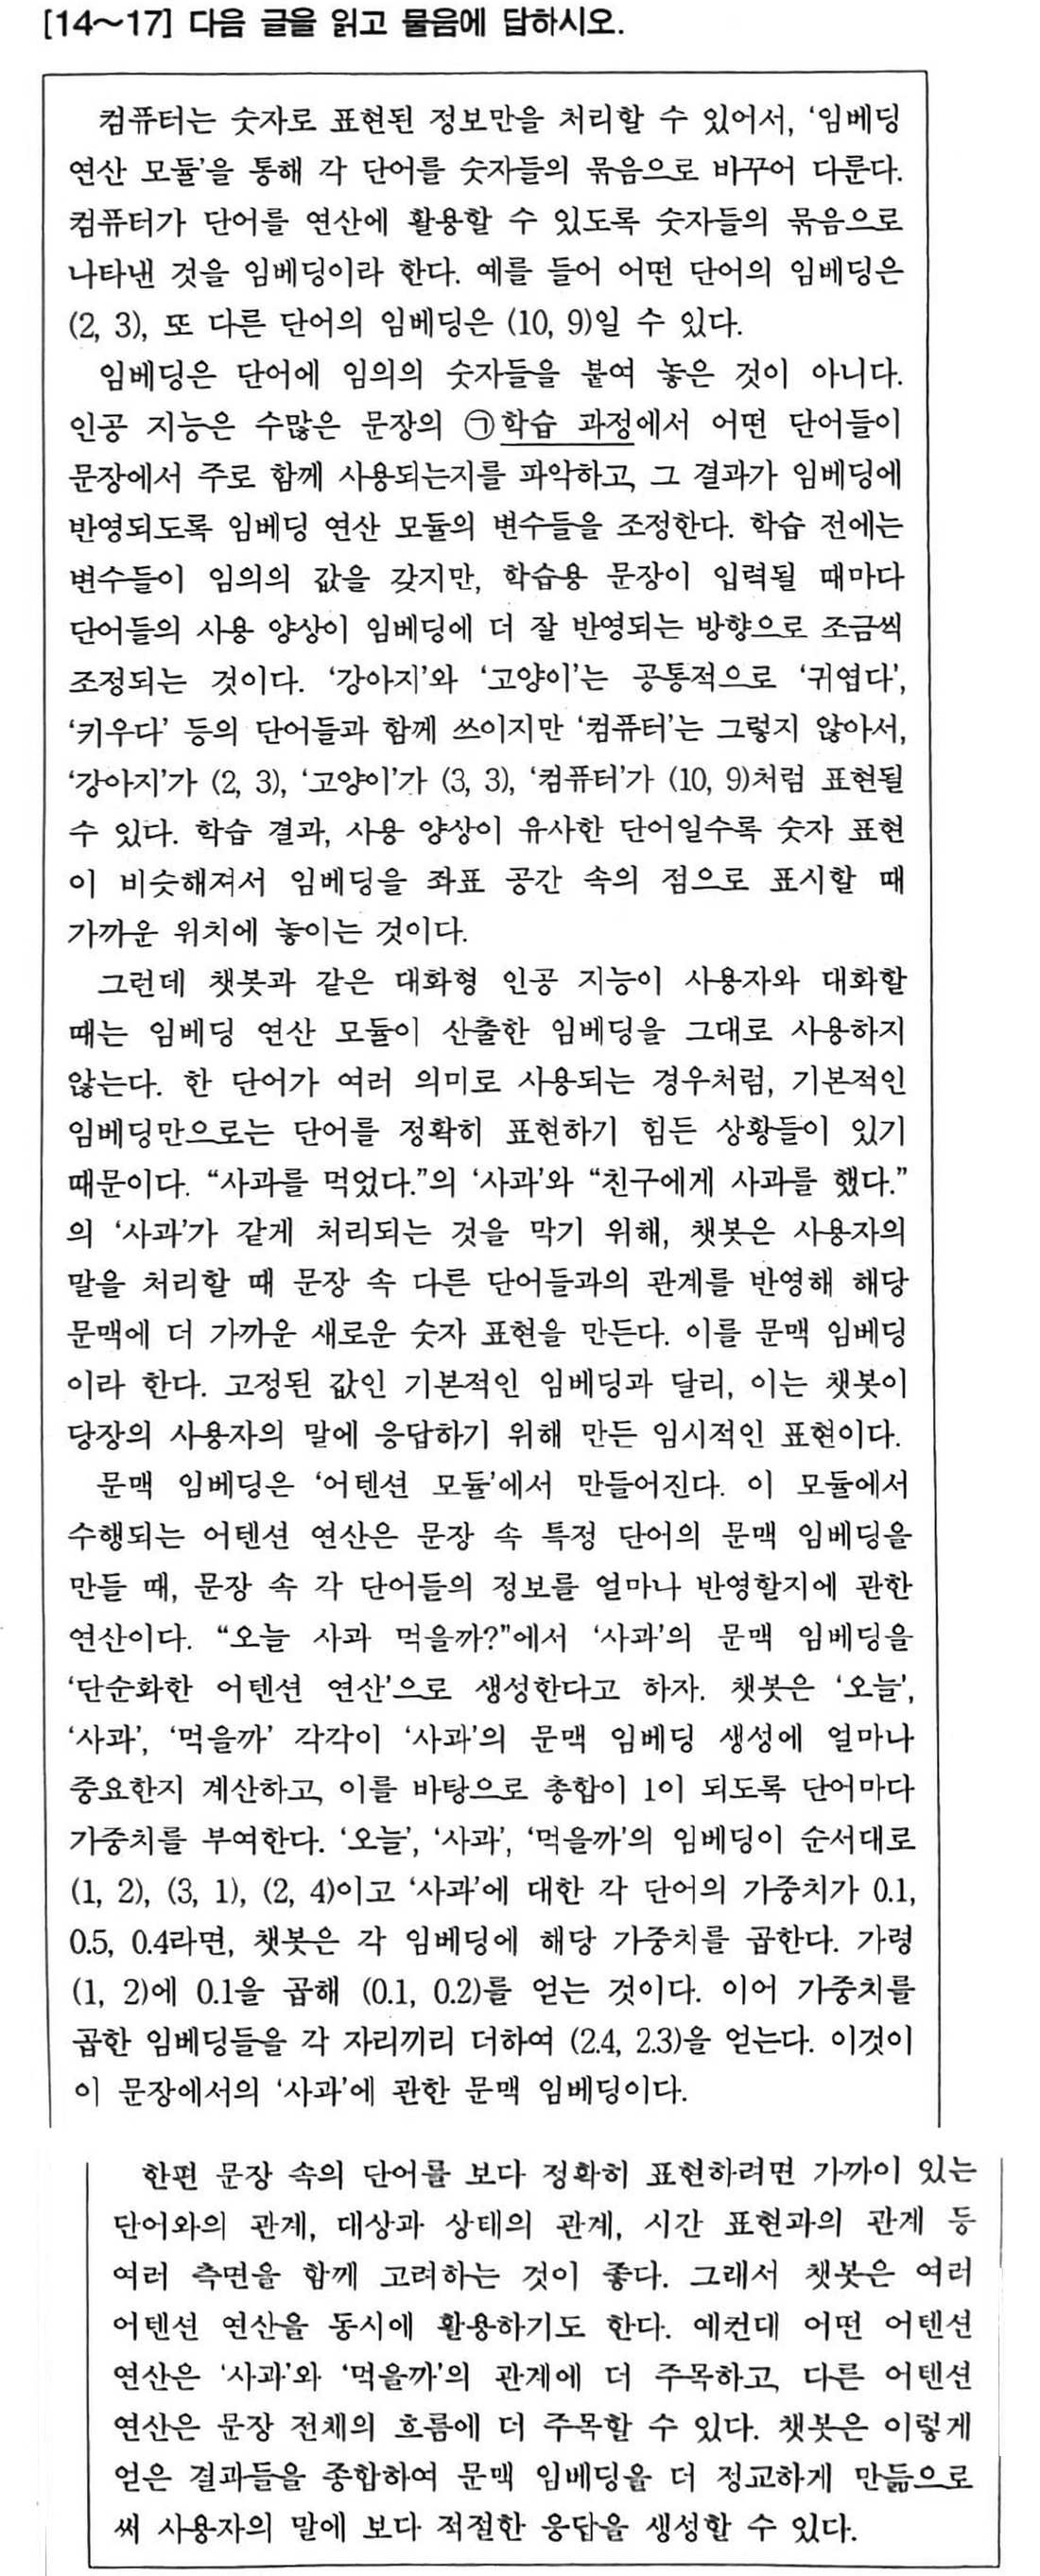 [14~17] 다음 글을 읽고 물음에 답하시오.
컴퓨터는 숫자로 표현된 정보만을 처리할 수 있어서, ‘임베딩
연산 모듈’을 통해 각 단어를 숫자들의 묶음으로 바꾸어 다룬다.
컴퓨터가 단어를 연산에 활용할 수 있도록 숫자들의 묶음으로
나타낸 것을 임베딩이라 한다. 예를 들어 어떤 단어의 임베딩은
(2, 3), 또 다른 단어의 임베딩은 (10, 9)일 수 있다.
임베딩은 단어에 임의의 숫자들을 붙여 놓은 것이 아니다.
인공 지능은 수많은 문장의 ㉠학습 과정에서 어떤 단어들이
문장에서 주로 함께 사용되는지를 파악하고, 그 결과가 임베딩에
반영되도록 임베딩 연산 모듈의 변수들을 조정한다. 학습 전에는
변수들이 임의의 값을 갖지만, 학습용 문장이 입력될 때마다
단어들의 사용 양상이 임베딩에 더 잘 반영되는 방향으로 조금씩
조정되는 것이다. ‘강아지’와 ‘고양이’는 공통적으로 ‘귀엽다’,
‘키우다’ 등의 단어들과 함께 쓰이지만 ‘컴퓨터’는 그렇지 않아서,
‘강아지’가 (2, 3), ‘고양이’가 (3, 3), ‘컴퓨터’가 (10, 9)처럼 표현될
수 있다. 학습 결과, 사용 양상이 유사한 단어일수록 숫자 표현
이 비슷해져서 임베딩을 좌표 공간 속의 점으로 표시할 때
가까운 위치에 놓이는 것이다.
그런데 챗봇과 같은 대화형 인공 지능이 사용자와 대화할
때는 임베딩 연산 모듈이 산출한 임베딩을 그대로 사용하지
않는다. 한 단어가 여러 의미로 사용되는 경우처럼, 기본적인
임베딩만으로는 단어를 정확히 표현하기 힘든 상황들이 있기
때문이다. “사과를 먹었다.”의 ‘사과’와 “친구에게 사과를 했다.”
의 ‘사과’가 같게 처리되는 것을 막기 위해, 챗봇은 사용자의
말을 처리할 때 문장 속 다른 단어들과의 관계를 반영해 해당
문맥에 더 가까운 새로운 숫자 표현을 만든다. 이를 문맥 임베딩
이라 한다. 고정된 값인 기본적인 임베딩과 달리, 이는 챗봇이
당장의 사용자의 말에 응답하기 위해 만든 임시적인 표현이다.
문맥 임베딩은 ‘어텐션 모듈’에서 만들어진다. 이 모듈에서
수행되는 어텐션 연산은 문장 속 특정 단어의 문맥 임베딩을
만들 때, 문장 속 각 단어들의 정보를 얼마나 반영할지에 관한
연산이다. “오늘 사과 먹을까?”에서 ‘사과’의 문맥 임베딩을
‘단순화한 어텐션 연산’으로 생성한다고 하자. 챗봇은 ‘오늘’,
‘사과’, ‘먹을까’ 각각이 ‘사과’의 문맥 임베딩 생성에 얼마나
중요한지 계산하고, 이를 바탕으로 총합이 1이 되도록 단어마다
가중치를 부여한다. ‘오늘’, ‘사과’, ‘먹을까’의 임베딩이 순서대로
(1, 2), (3, 1), (2, 4)이고 ‘사과’에 대한 각 단어의 가중치가 0.1,
0.5, 0.4라면, 챗봇은 각 임베딩에 해당 가중치를 곱한다. 가령
(1, 2)에 0.1을 곱해 (0.1, 0.2)를 얻는 것이다. 이어 가중치를
곱한 임베딩들을 각 자리끼리 더하여 (2.4, 2.3)을 얻는다. 이것이
이 문장에서의 ‘사과’에 관한 문맥 임베딩이다.
한편 문장 속의 단어를 보다 정확히 표현하려면 가까이 있는
단어와의 관계, 대상과 상태의 관계, 시간 표현과의 관계 등
여러 측면을 함께 고려하는 것이 좋다. 그래서 챗봇은 여러
어텐션 연산을 동시에 활용하기도 한다. 예컨대 어떤 어텐션
연산은 ‘사과’와 ‘먹을까’의 관계에 더 주목하고, 다른 어텐션
연산은 문장 전체의 흐름에 더 주목할 수 있다. 챗봇은 이렇게
얻은 결과들을 종합하여 문맥 임베딩을 더 정교하게 만듦으로
써 사용자의 말에 보다 적절한 응답을 생성할 수 있다.